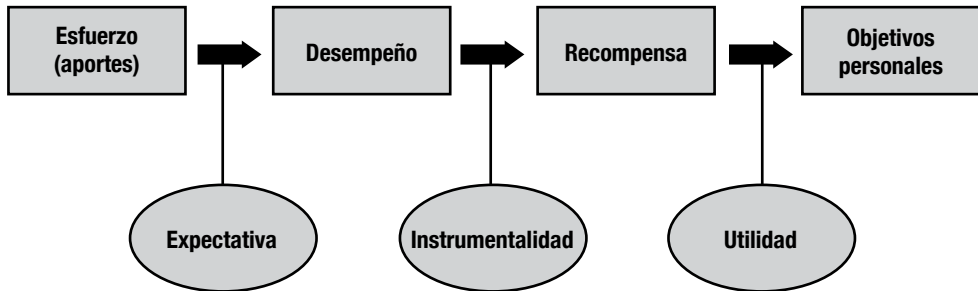 Esfuerzo
(aportes)
Desempeño
Recompensa
Objetivos
personales
Expectativa
Instrumentalidad
Utilidad